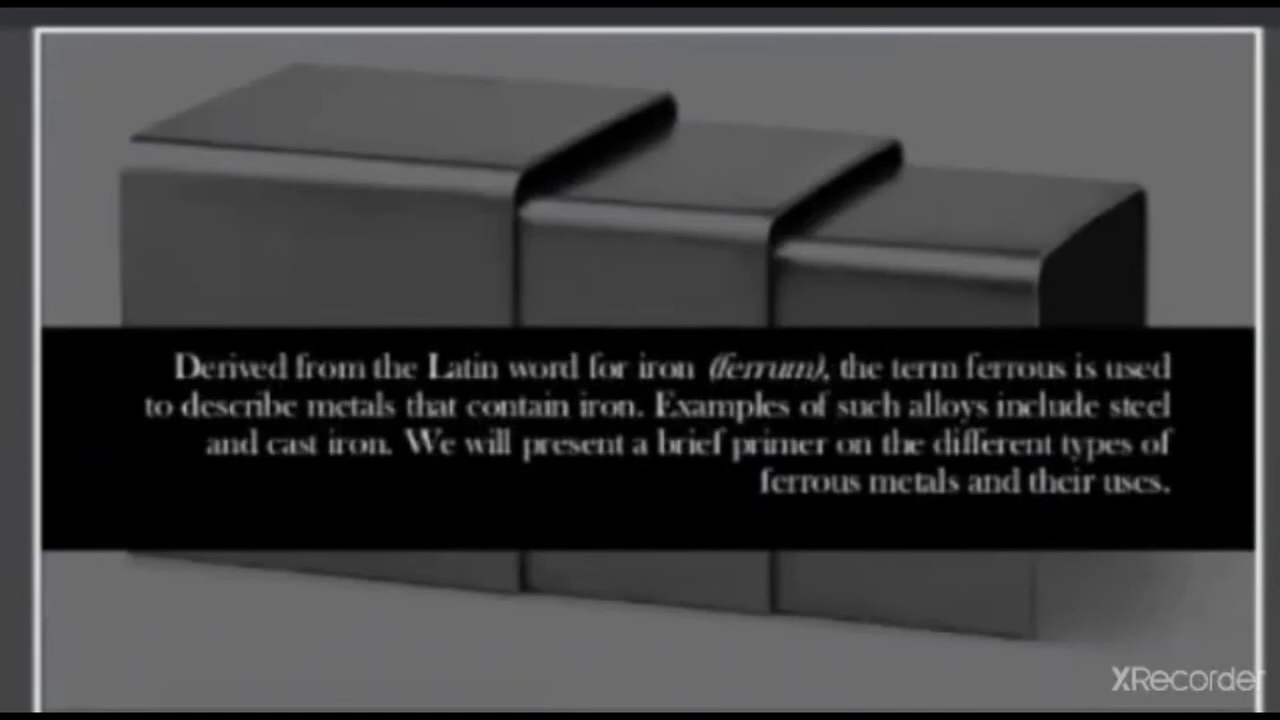 Derived from the Latin word for iron (ferrum), the term ferrous is used
to describe metals that contain iron. Examples of such alloys include steel
and cast iron. We will present a brief primer on the different types of
ferrous metals and their uses.
XRecorder